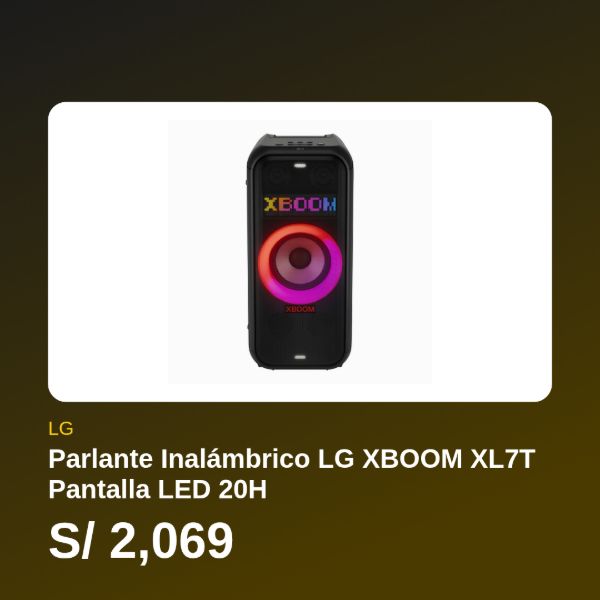 XBOOM
XBOOM
LG
Parlante Inalámbrico LG XBOOM XL7T
Pantalla LED 20H
S/ 2,069